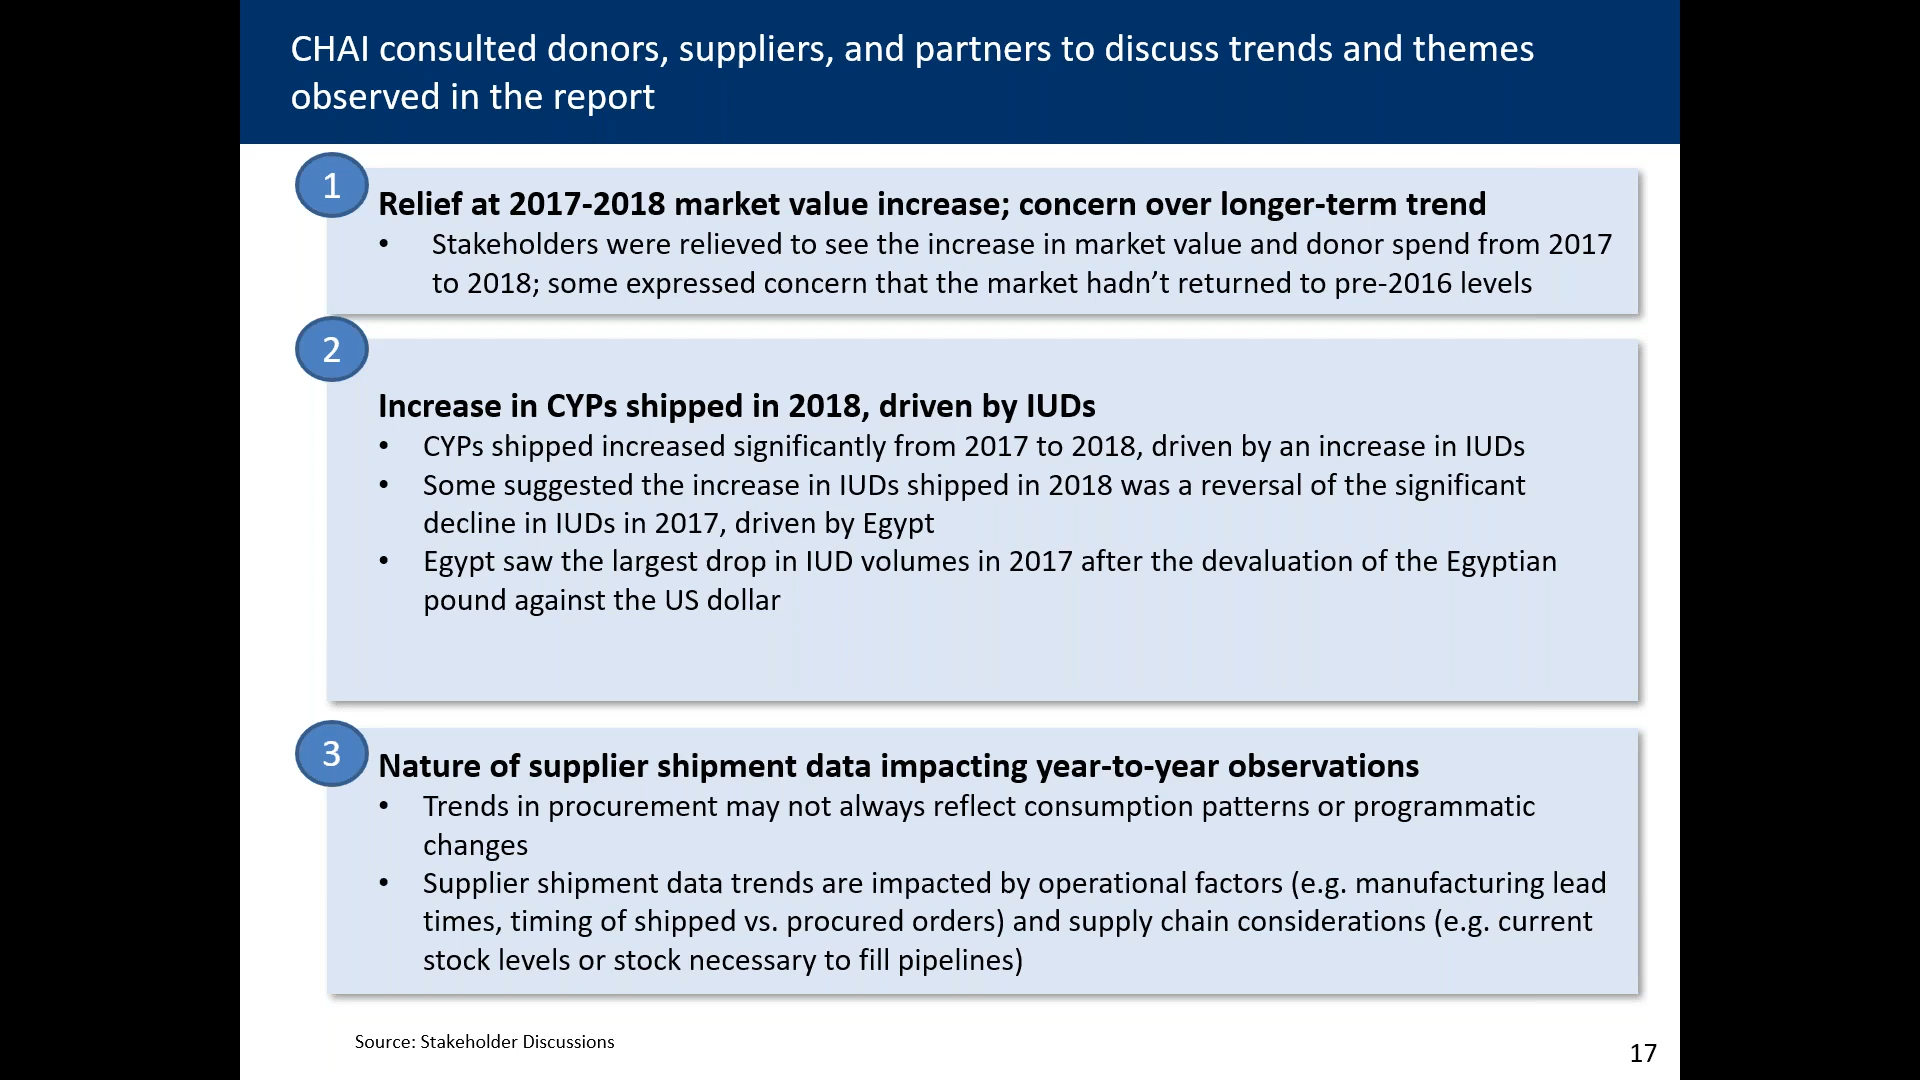 CHAI consulted donors, suppliers, and partners to discuss trends and themes
observed in the report
1
Relief at 2017-2018 market value increase; concern over longer-term trend
• Stakeholders were relieved to see the increase in market value and donor spend from 2017
to 2018; some expressed concern that the market hadn’t returned to pre-2016 levels
2
Increase in CYPs shipped in 2018, driven by IUDs
• CYPs shipped increased significantly from 2017 to 2018, driven by an increase in IUDs
• Some suggested the increase in IUDs shipped in 2018 was a reversal of the significant
decline in IUDs in 2017, driven by Egypt
• Egypt saw the largest drop in IUD volumes in 2017 after the devaluation of the Egyptian
pound against the US dollar
3
Nature of supplier shipment data impacting year-to-year observations
• Trends in procurement may not always reflect consumption patterns or programmatic
changes
• Supplier shipment data trends are impacted by operational factors (e.g. manufacturing lead
times, timing of shipped vs. procured orders) and supply chain considerations (e.g. current
stock levels or stock necessary to fill pipelines)
Source: Stakeholder Discussions
17